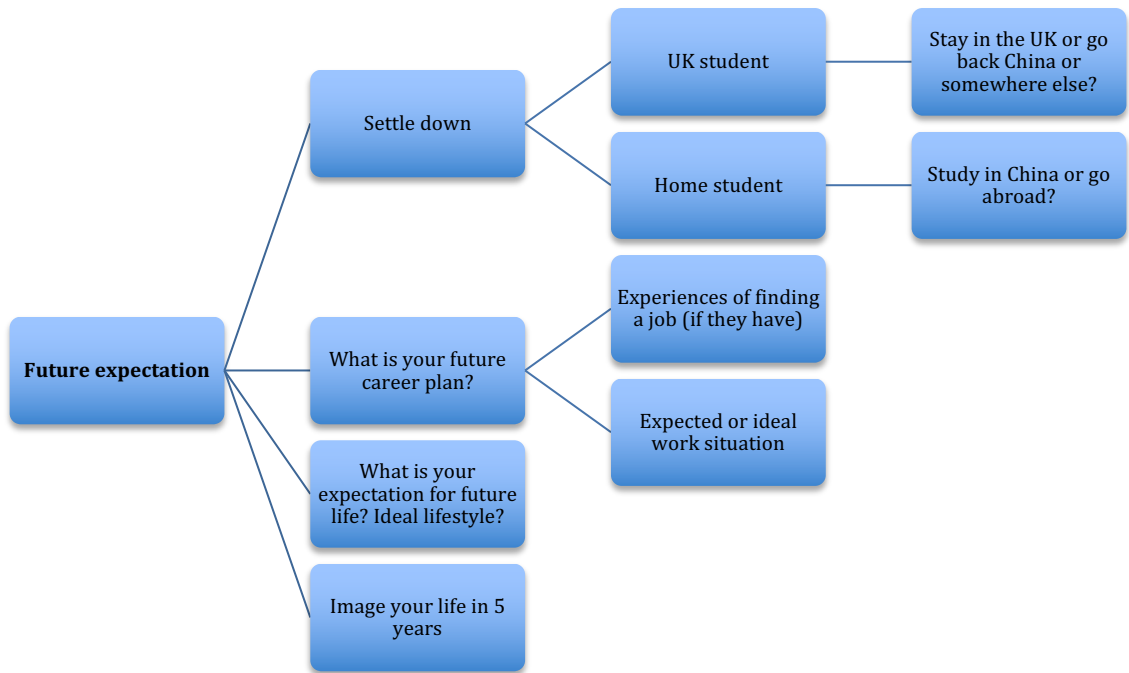 Future expectation
Settle down
UK student
Stay in the UK or go
back China or
somewhere else?
Home student
Study in China or go
abroad?
What is your future
career plan?
Experiences of finding
a job (if they have)
Expected or ideal
work situation
What is your
expectation for future
life? Ideal lifestyle?
Image your life in 5
years